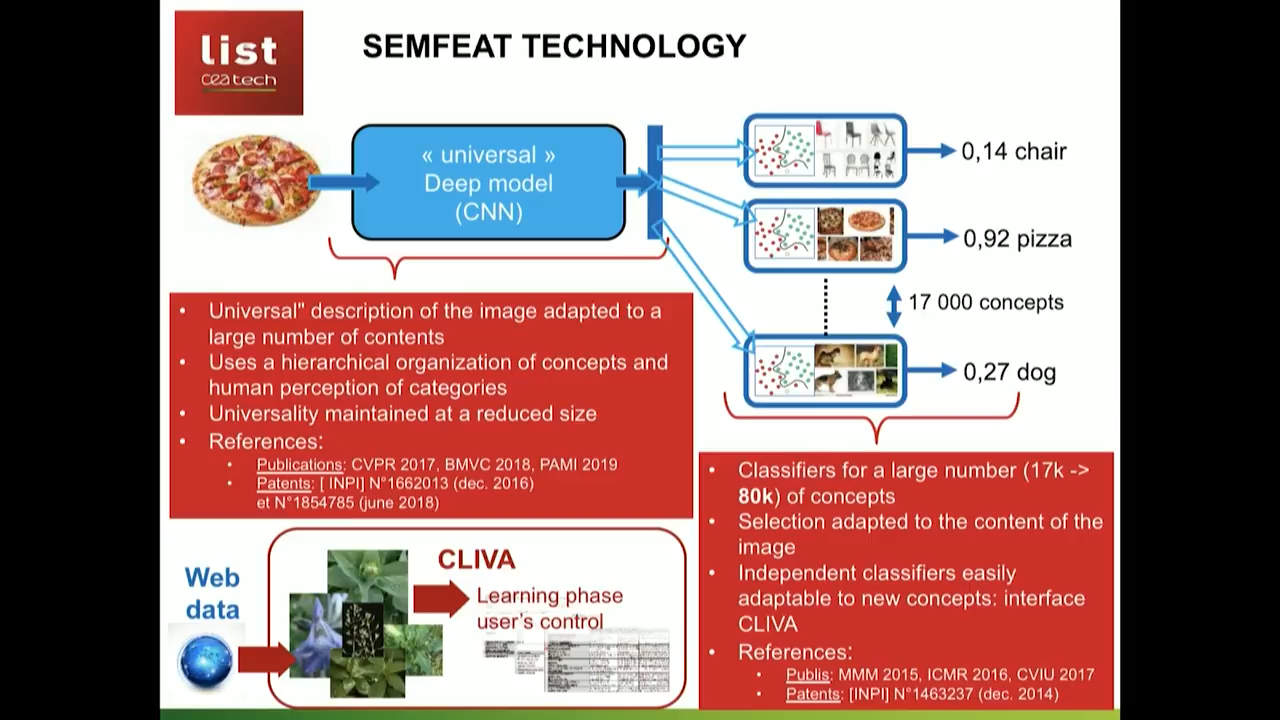 list
cea tech
SEMFEAT TECHNOLOGY
« universal »
Deep model
(CNN)
0,14 chair
0,92 pizza
17 000 concepts
0,27 dog
• Universal" description of the image adapted to a
large number of contents
• Uses a hierarchical organization of concepts and
human perception of categories
• Universality maintained at a reduced size
• References:
• Publications: CVPR 2017, BMVC 2018, PAMI 2019
• Patents: [ INPI] N°1662013 (dec. 2016)
et N°1854785 (june 2018)
• Classifiers for a large number (17k ->
80k) of concepts
• Selection adapted to the content of the
image
• Independent classifiers easily
adaptable to new concepts: interface
CLIVA
• References:
• Publis: MMM 2015, ICMR 2016, CVIU 2017
• Patents: [INPI] N°1463237 (dec. 2014)
Web
data
CLIVA
Learning phase
user's control